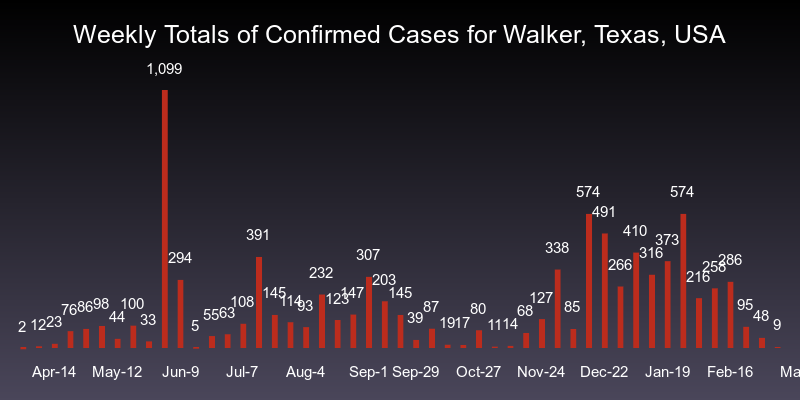 Weekly Totals of Confirmed Cases for Walker, Texas, USA
2 12 23 76 86 98 44 100 33 1,099 294 5 55 63 108 391 145 114 93 232 123 147 307 203 145 39 87 19 17 80 11 14 68 127 338 85 574 491 266 410 316 373 574 216 258 286 95 48 9
Apr-14 May-12 Jun-9 Jul-7 Aug-4 Sep-1 Sep-29 Oct-27 Nov-24 Dec-22 Jan-19 Feb-16 Ma